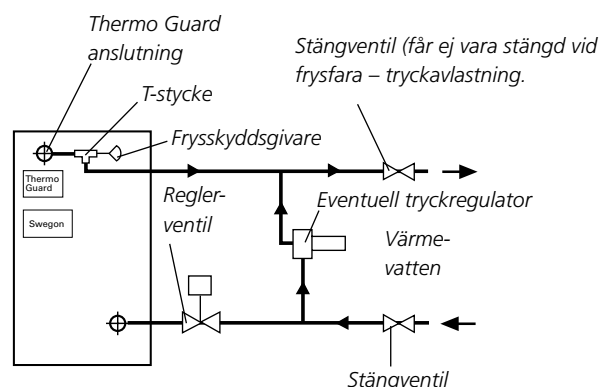 Thermo Guard
anslutning
Stängventil (får ej vara stängd vid
frysfara – tryckavlastning.
T-stycke
Frysskyddsgivare
Thermo
Guard
Swegon
Regler-
ventil
Eventuell tryckregulator
Värme-
vatten
Stängventil